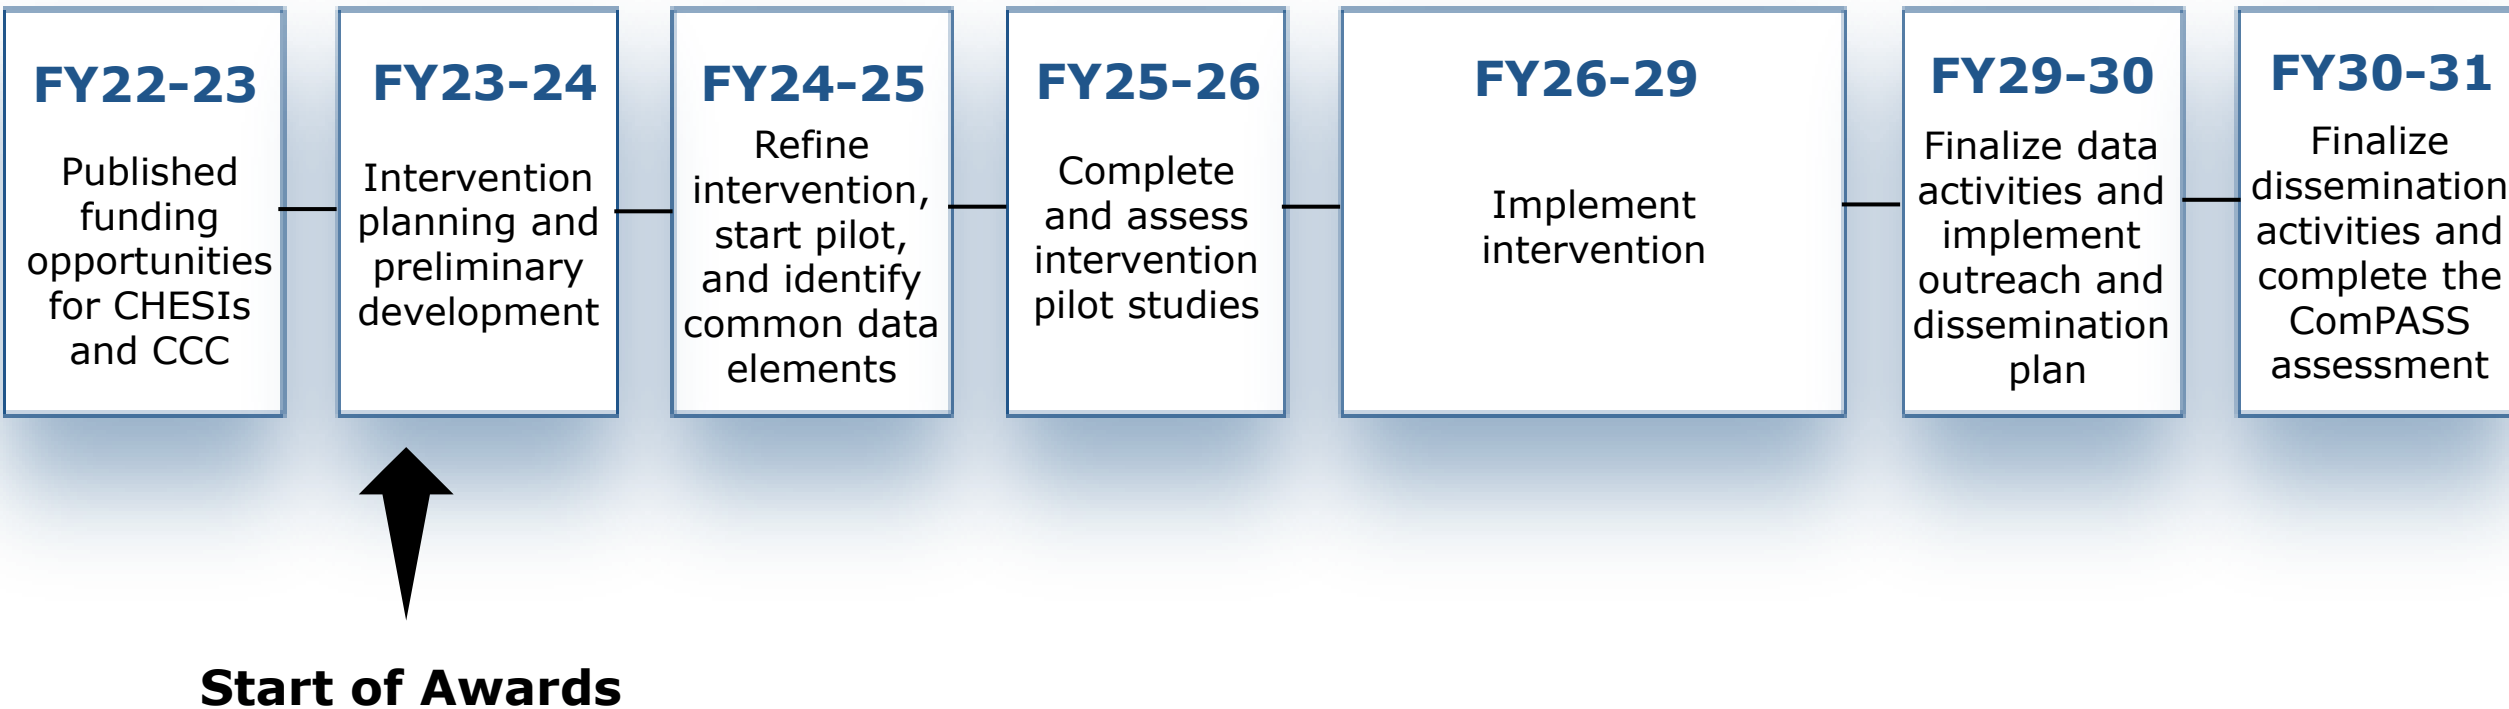 FY22-23
Published
funding
opportunities
for CHESIs
and CCC
FY23-24
Intervention
planning and
preliminary
development
FY24-25
Refine
intervention,
start pilot,
and identify
common data
elements
FY25-26
Complete
and assess
intervention
pilot studies
FY26-29
Implement
intervention
FY29-30
Finalize data
activities and
implement
outreach and
dissemination
plan
FY30-31
Finalize
dissemination
activities and
complete the
ComPASS
assessment
Start of Awards